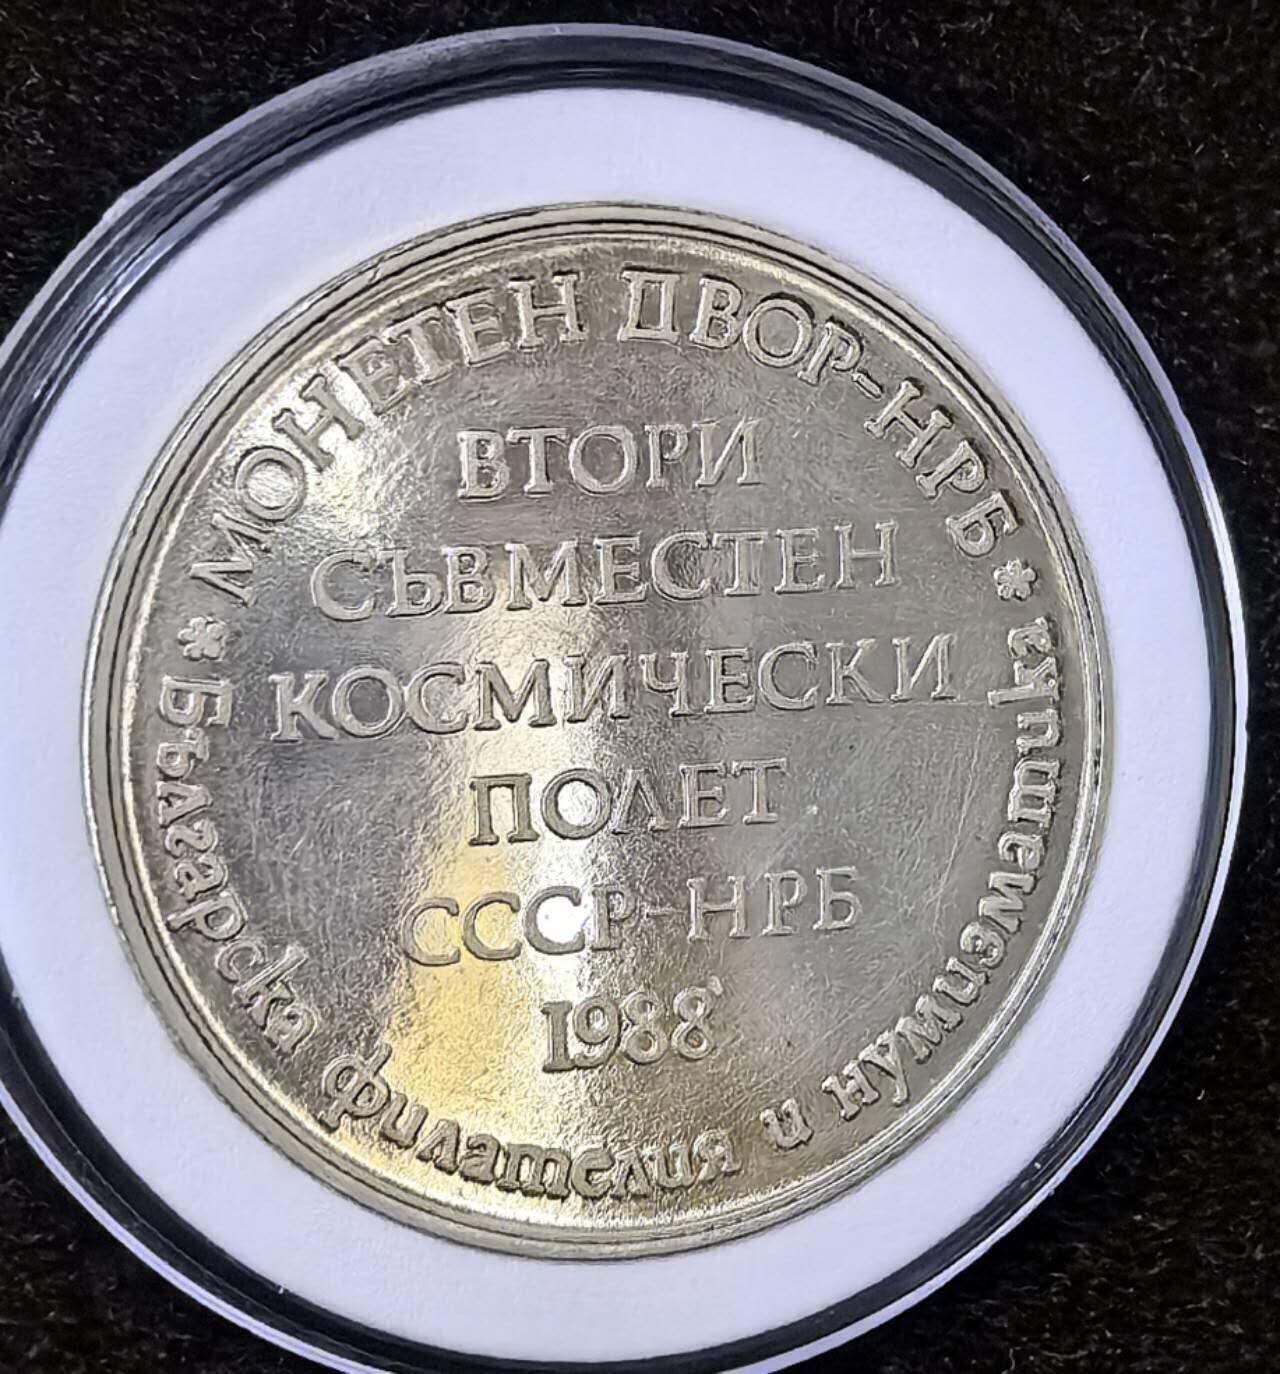 МОНЕТЕН ДВОР-НРБ
ВТОРИ
СЪВМЕСТЕН
КОСМИЧЕСКИ
ПОЛЕТ
СССР-НРБ
1988'
Българска филателия и нумизматика